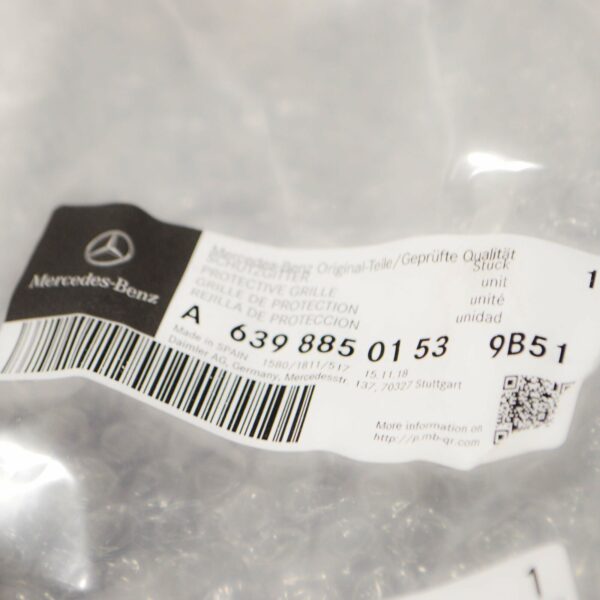 Mercedes-Benz
Mercedes-Benz Original-Teile/Geprüfte Qualität
SCHUTZGITTER Stück 1
PROTECTIVE GRILLE unit
GRILLE DE PROTECTION unité
REJILLA DE PROTECCION unidad
A 639 885 01 53 9B51
Made in SPAIN 1580/1811/517 15.11.18
Daimler AG, Germany, Mercedesstr. 137, 70327 Stuttgart
More information on
http://p.mb-qr.com
1